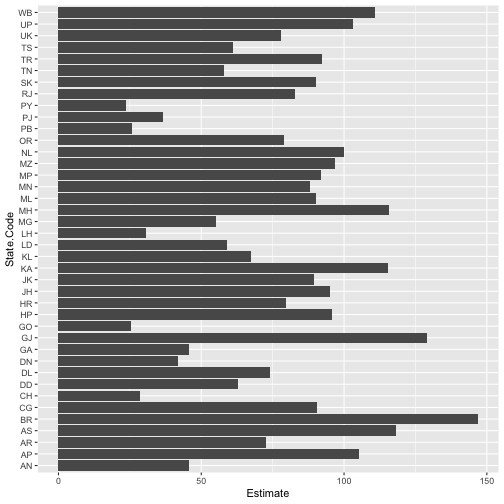 State.Code
WB
UP
UK
TS
TR
TN
SK
RJ
PY
PJ
PB
OR
NL
MZ
MP
MN
ML
MH
MG
LH
LD
KL
KA
JK
JH
HR
HP
GO
GJ
GA
DN
DL
DD
CH
CG
BR
AS
AR
AP
AN
0 50 100 150
Estimate